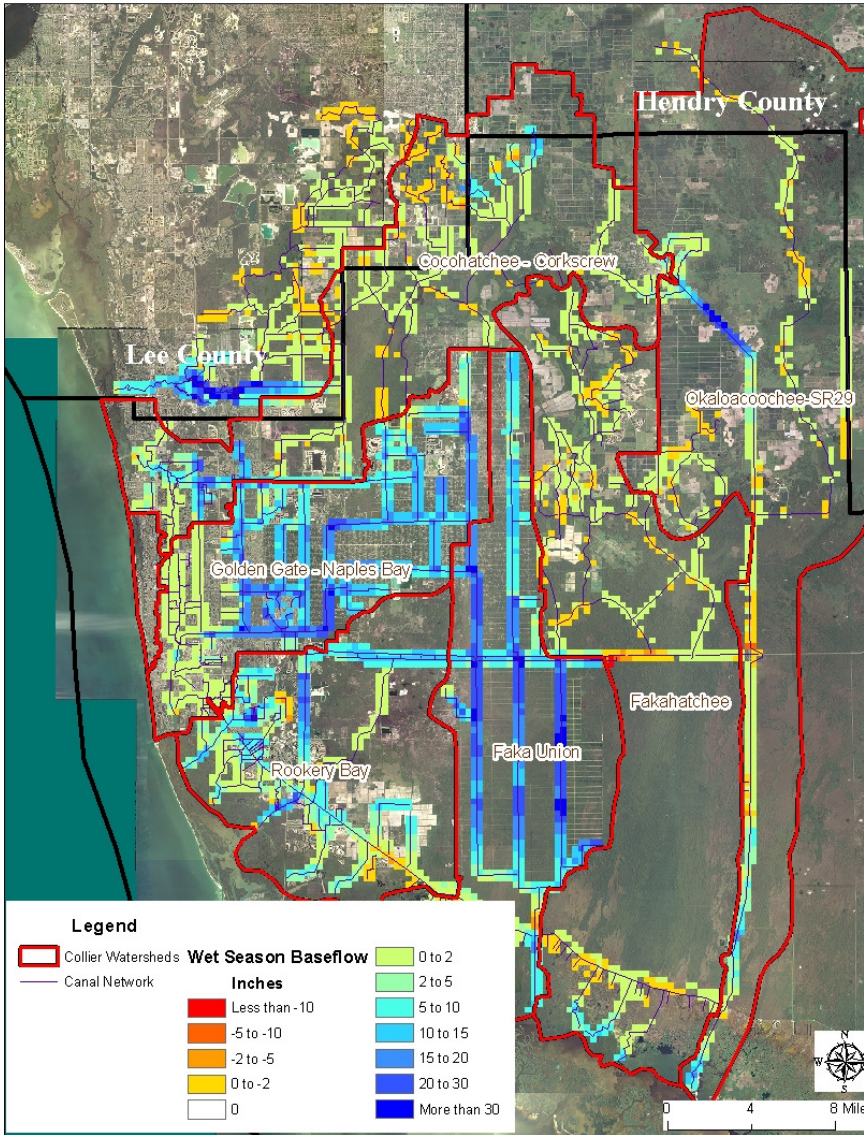 Hendry County
Cocohatchee - Corkscrew
Lee County
Okaloacoochee-SR29
Golden Gate - Naples Bay
Fakahatchee
Faka Union
Rookery Bay
Legend
Collier Watersheds
Canal Network
Wet Season Baseflow
Inches
Less than -10
-5 to -10
-2 to -5
0 to -2
0
0 to 2
2 to 5
5 to 10
10 to 15
15 to 20
20 to 30
More than 30
N
W E
S
0 4 8 Mile